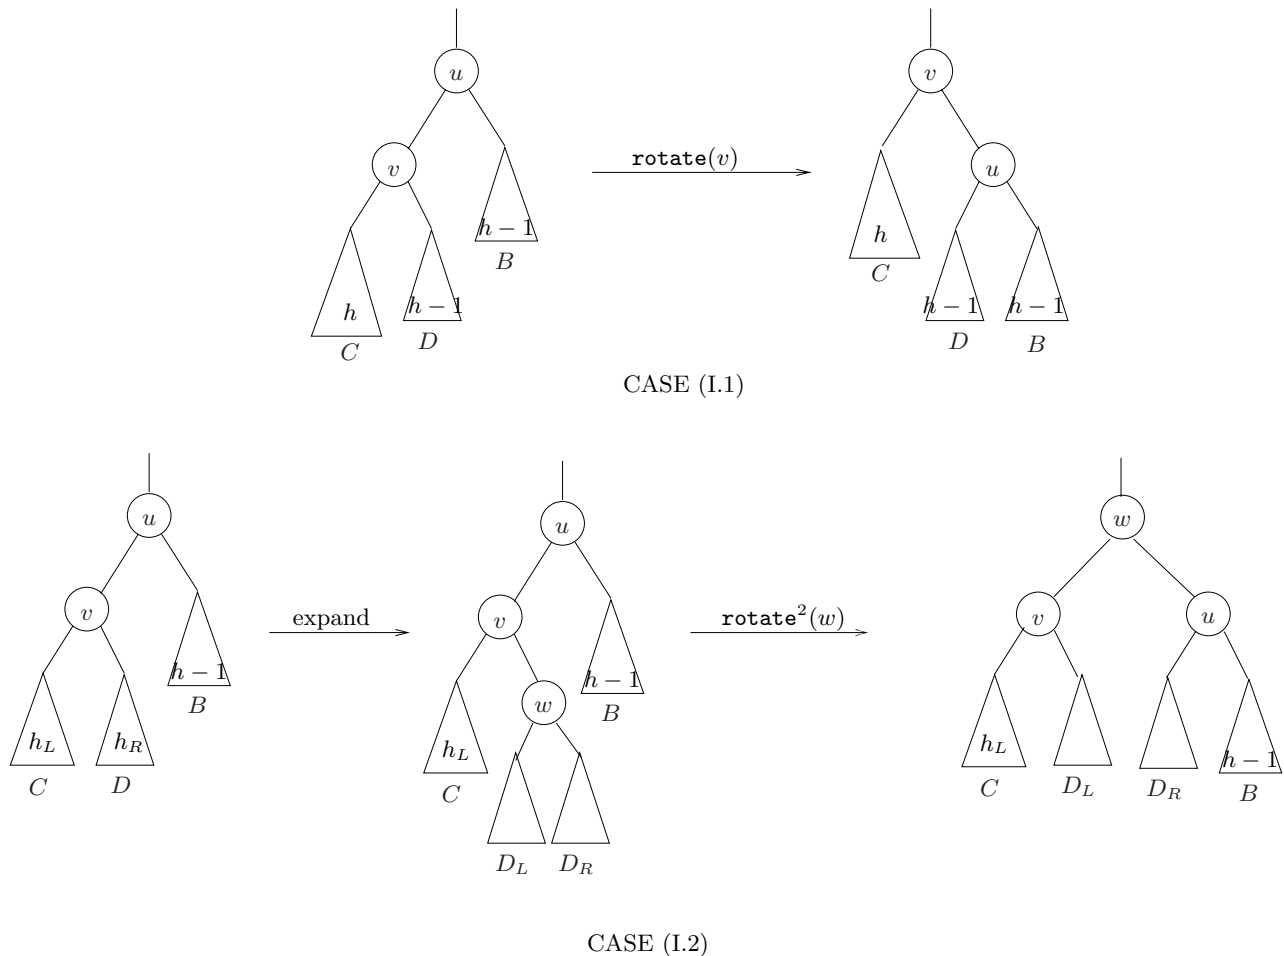 u v
v rotate(v) u
h − 1 h
B C
h h − 1 h − 1 h − 1
C D D B
CASE (I.1)
u u w
v expand v rotate²(w) v u
h − 1 h − 1
B w B
h_L h_R h_L h_L h − 1
C D C C D_L D_R B
D_L D_R
CASE (I.2)